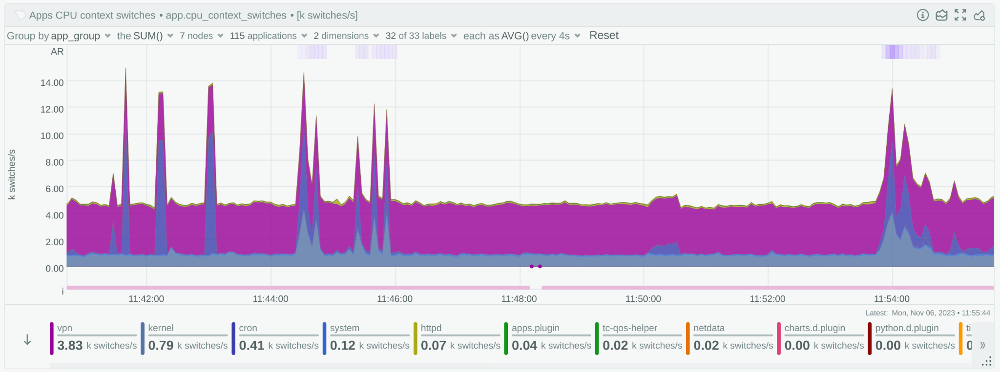 Apps CPU context switches • app.cpu_context_switches • [k switches/s]
Group by app_group the SUM() 7 nodes 115 applications 2 dimensions 32 of 33 labels each as AVG() every 4s Reset
AR
14.00
12.00
10.00
8.00
6.00
4.00
2.00
0.00
k switches/s
i
11:42:00 11:44:00 11:46:00 11:48:00 11:50:00 11:52:00 11:54:00
Latest: Mon, Nov 06, 2023 • 11:55:44
vpn kernel cron system httpd apps.plugin tc-qos-helper netdata charts.d.plugin python.d.plugin
3.83 k switches/s 0.79 k switches/s 0.41 k switches/s 0.12 k switches/s 0.07 k switches/s 0.04 k switches/s 0.02 k switches/s 0.02 k switches/s 0.00 k switches/s 0.00 k switches/s